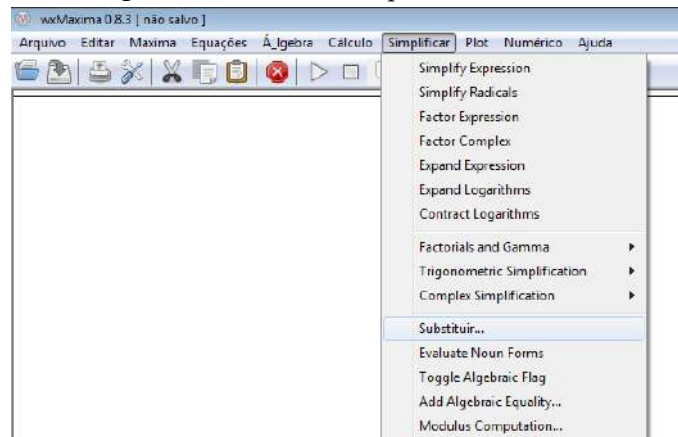 wxMaxima 0.8.3 [ não salvo ]
Arquivo Editar Maxima Equações Á_lgebra Cálculo Simplificar Plot Numérico Ajuda
Simplify Expression
Simplify Radicals
Factor Expression
Factor Complex
Expand Expression
Expand Logarithms
Contract Logarithms
Factorials and Gamma
Trigonometric Simplification
Complex Simplification
Substituir...
Evaluate Noun Forms
Toggle Algebraic Flag
Add Algebraic Equality...
Modulus Computation...